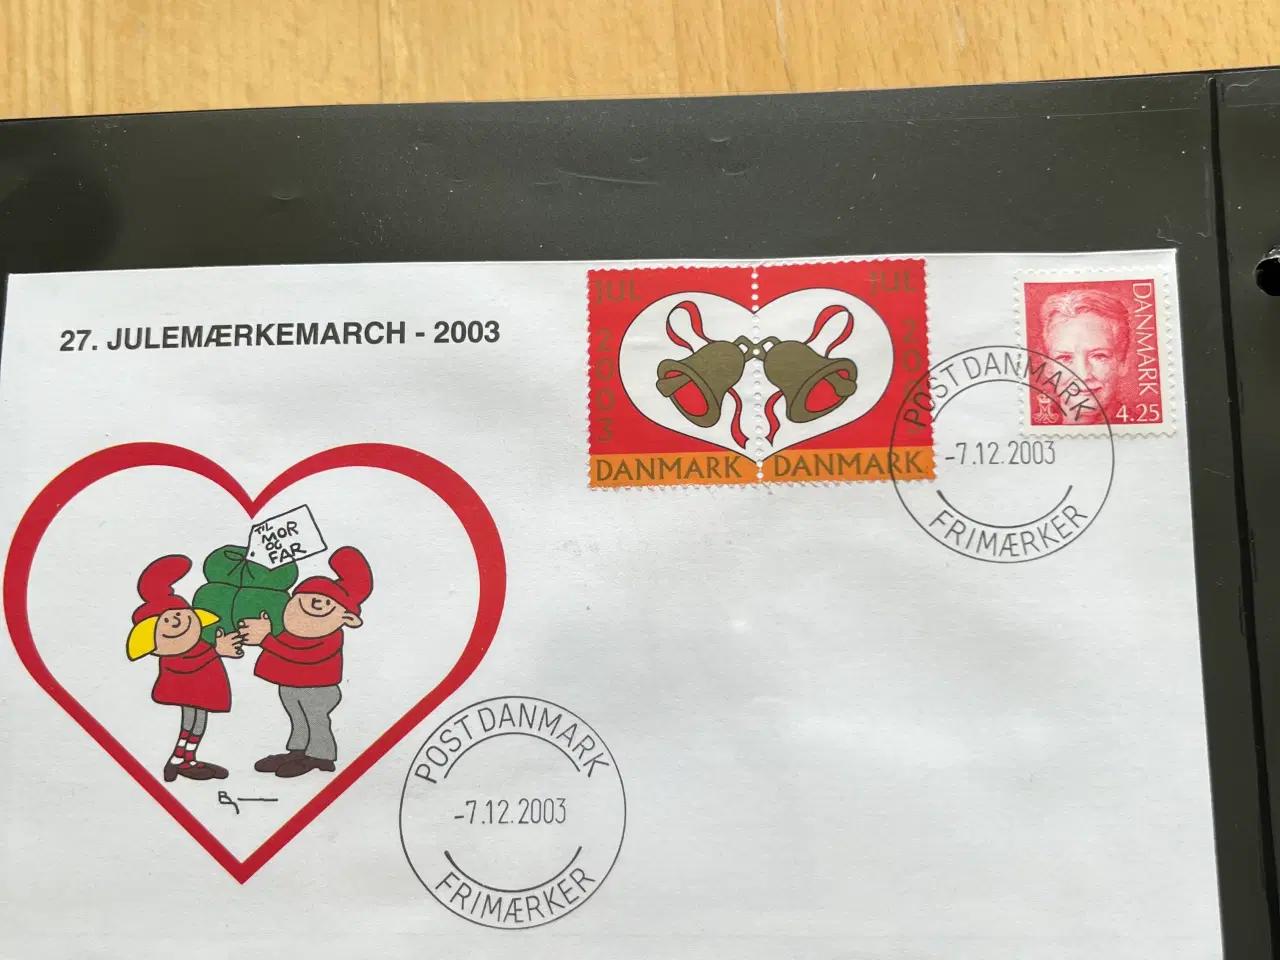 27. JULEMÆRKEMARCH - 2003
JUL
2003
DANMARK
JUL
20
DANMARK
DANMARK
4.25
POST DANMARK
-7.12.2003
FRIMÆRKER
TIL
MOR
OG
FAR
POST DANMARK
-7.12.2003
FRIMÆRKER